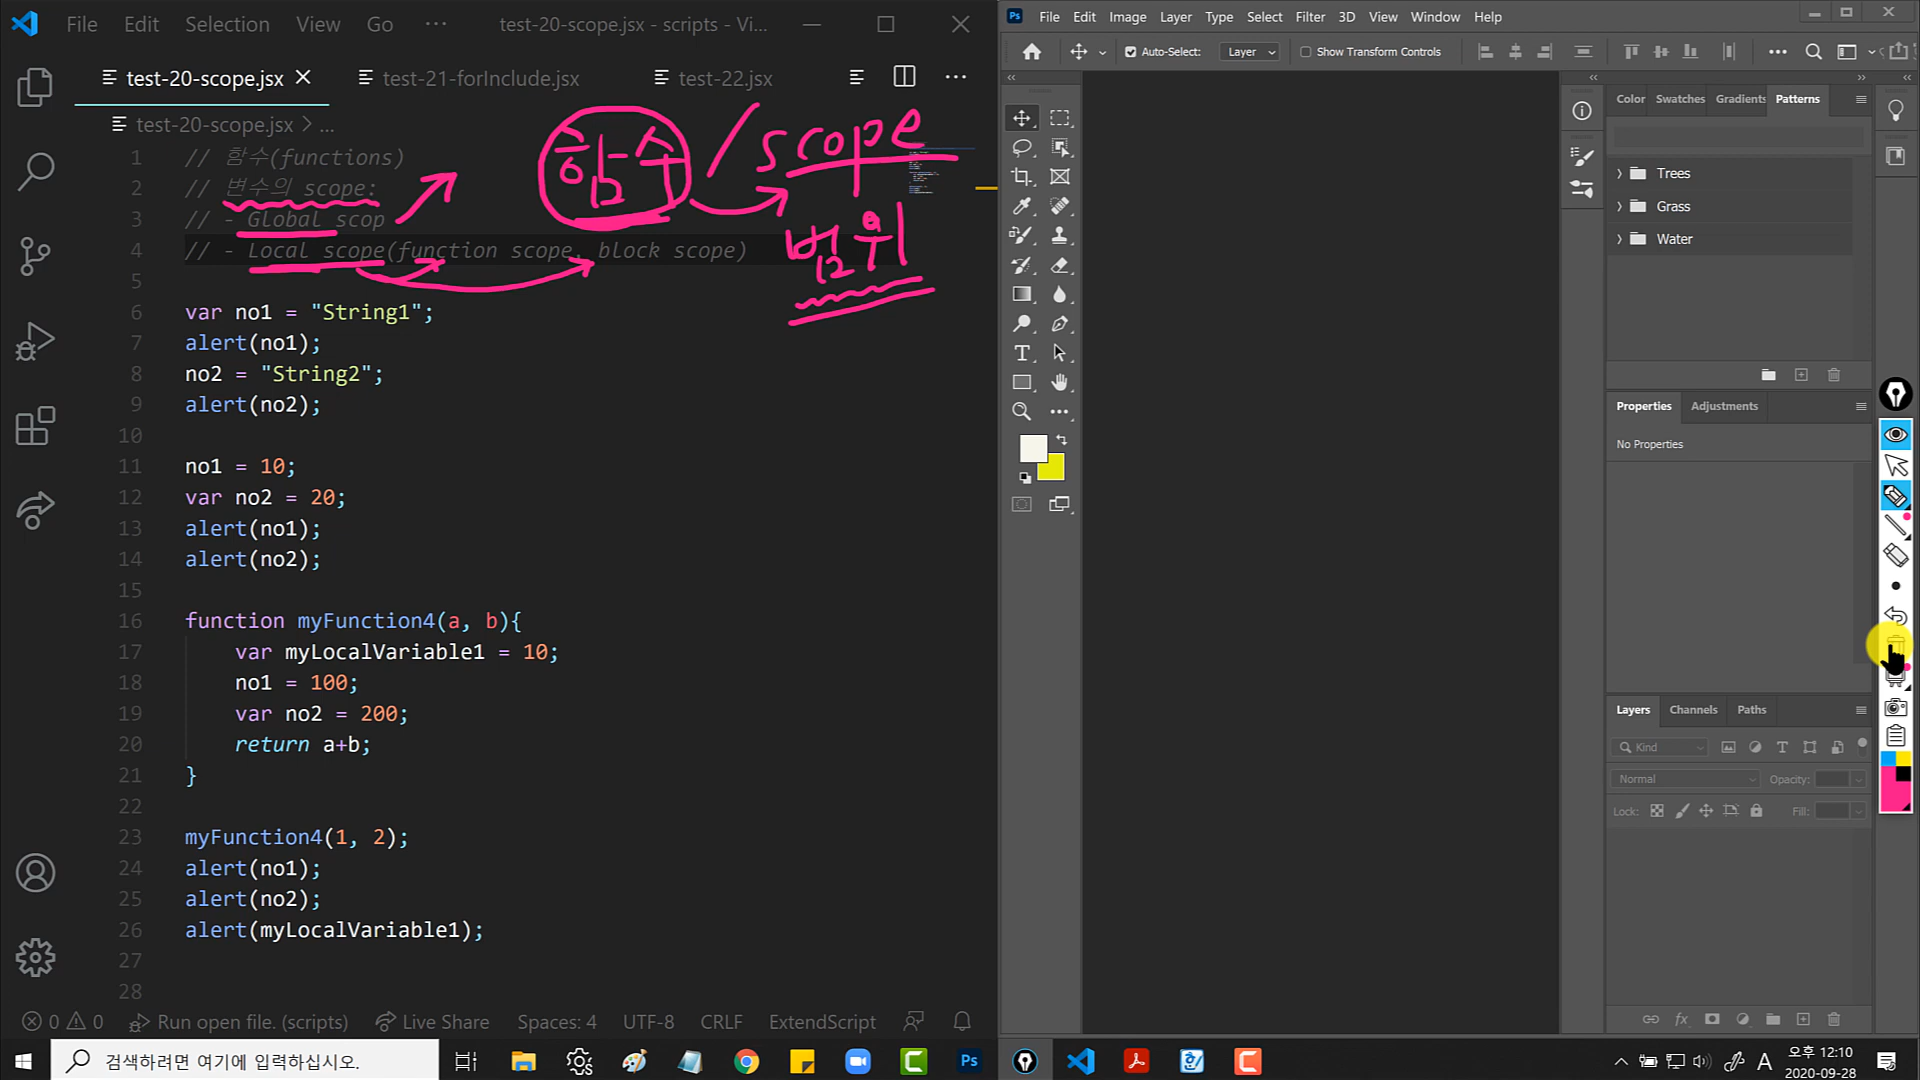 File Edit Selection View Go ··· test-20-scope.jsx - scripts - Vi...
test-20-scope.jsx test-21-forInclude.jsx test-22.jsx
test-20-scope.jsx > ...
1 // 함수(functions)
2 // 변수의 scope:
3 // - Global scop
4 // - Local scope(function scope, block scope)
5
6 var no1 = "String1";
7 alert(no1);
8 no2 = "String2";
9 alert(no2);
10
11 no1 = 10;
12 var no2 = 20;
13 alert(no1);
14 alert(no2);
15
16 function myFunction4(a, b){
17 var myLocalVariable1 = 10;
18 no1 = 100;
19 var no2 = 200;
20 return a+b;
21 }
22
23 myFunction4(1, 2);
24 alert(no1);
25 alert(no2);
26 alert(myLocalVariable1);
27
28
함수 / scope
범위
0 0 Run open file. (scripts) Live Share Spaces: 4 UTF-8 CRLF ExtendScript
Ps File Edit Image Layer Type Select Filter 3D View Window Help
Auto-Select: Layer Show Transform Controls
Color Swatches Gradients Patterns
Trees
Grass
Water
Properties Adjustments
No Properties
Layers Channels Paths
Kind
Normal Opacity:
Lock: Fill:
fx
검색하려면 여기에 입력하십시오.
Ps
A 오후 12:10
2020-09-28